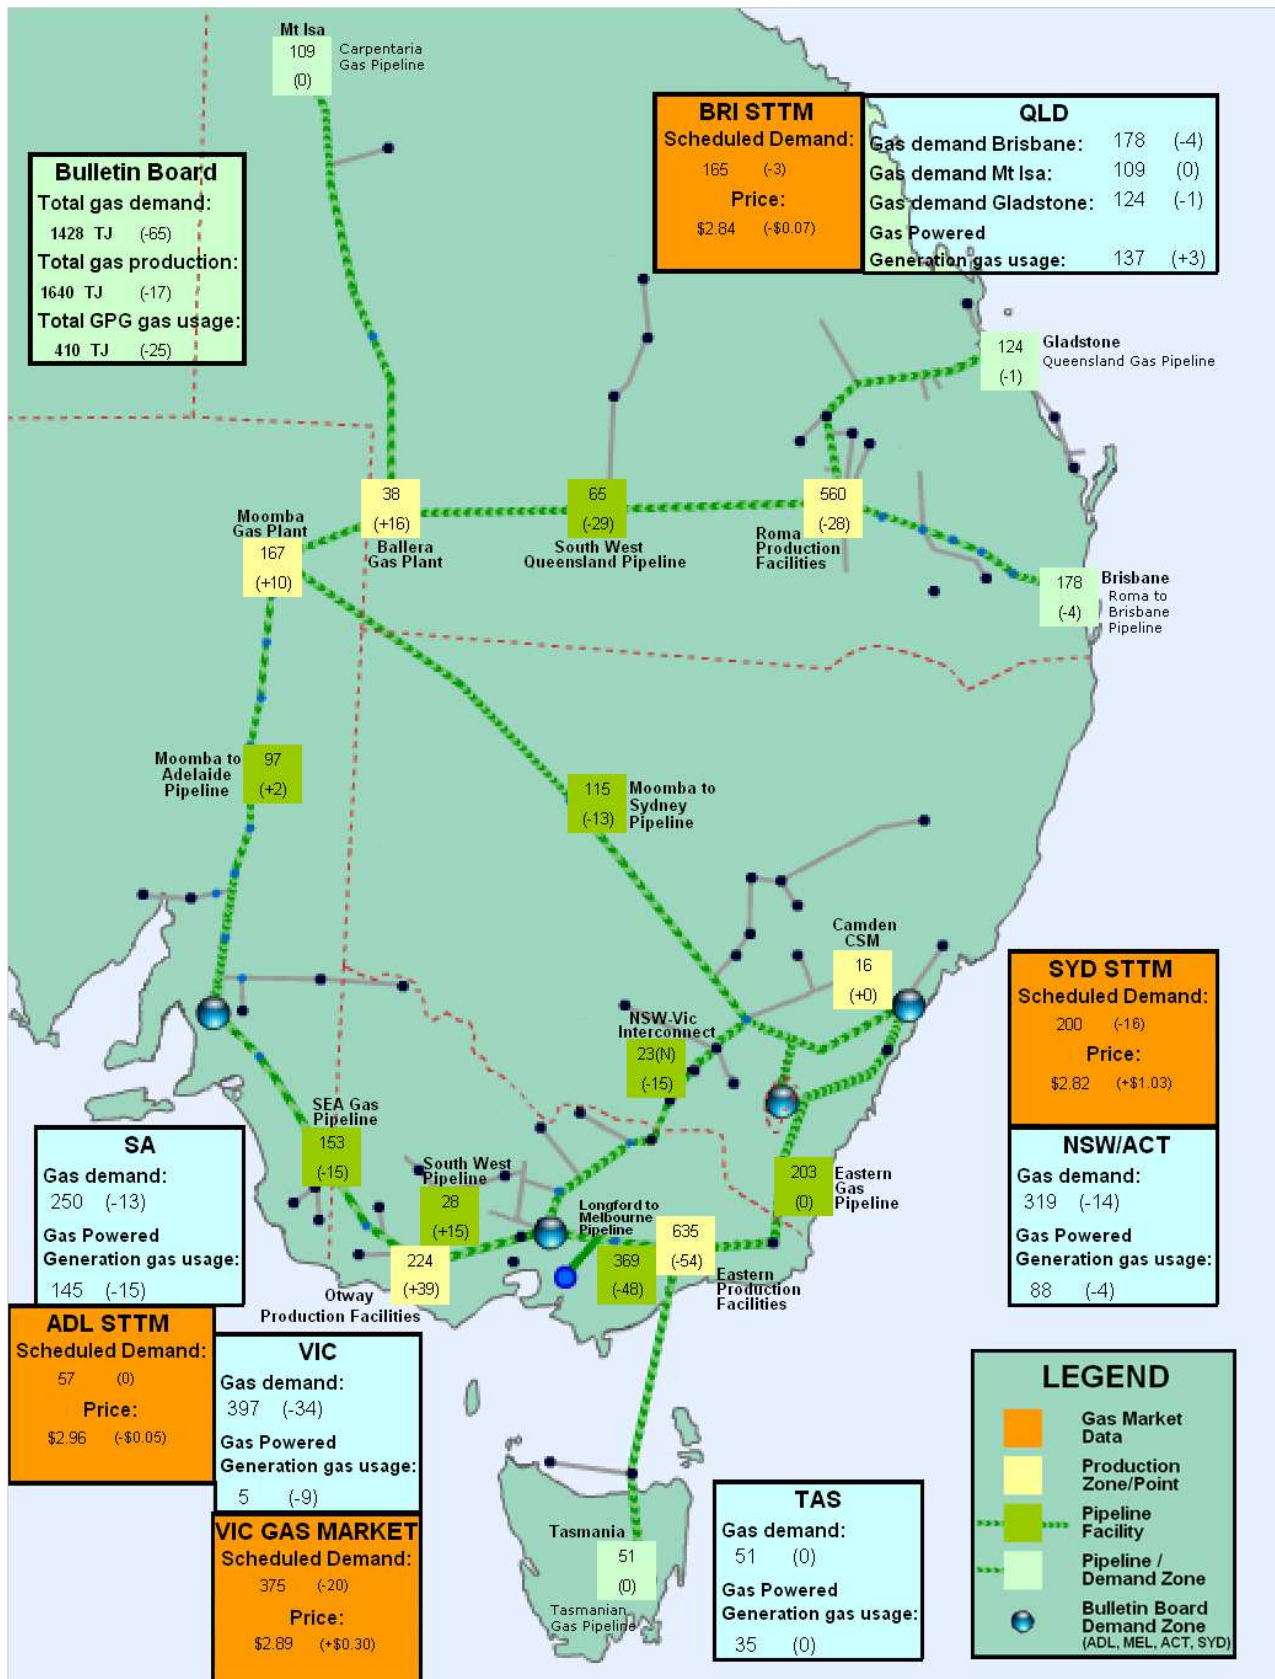 Mt Isa
109
(0)
Carpentaria
Gas Pipeline
Bulletin Board
Total gas demand:
1428 TJ (-65)
Total gas production:
1640 TJ (-17)
Total GPG gas usage:
410 TJ (-25)
BRI STTM
Scheduled Demand:
165 (-3)
Price:
$2.84 (-$0.07)
QLD
Gas demand Brisbane: 178 (-4)
Gas demand Mt Isa: 109 (0)
Gas demand Gladstone: 124 (-1)
Gas Powered
Generation gas usage: 137 (+3)
124
(-1)
Gladstone
Queensland Gas Pipeline
38
(+16)
Ballera
Gas Plant
65
(-29)
South West
Queensland Pipeline
560
(-28)
Roma
Production
Facilities
Moomba
Gas Plant
167
(+10)
178
(-4)
Brisbane
Roma to
Brisbane
Pipeline
Moomba to
Adelaide
Pipeline
97
(+2)
115
(-13)
Moomba to
Sydney
Pipeline
Camden
CSM
16
(+0)
SYD STTM
Scheduled Demand:
200 (-16)
Price:
$2.82 (+$1.03)
NSW-Vic
Interconnect
23(N)
(-15)
SEA Gas
Pipeline
153
(-15)
SA
Gas demand:
250 (-13)
Gas Powered
Generation gas usage:
145 (-15)
South West
Pipeline
28
(+15)
Longford to
Melbourne
Pipeline
369
(-48)
635
(-54)
Eastern
Production
Facilities
203
(0)
Eastern
Gas
Pipeline
NSW/ACT
Gas demand:
319 (-14)
Gas Powered
Generation gas usage:
88 (-4)
224
(+39)
Otway
Production Facilities
ADL STTM
Scheduled Demand:
57 (0)
Price:
$2.96 (-$0.05)
VIC
Gas demand:
397 (-34)
Gas Powered
Generation gas usage:
5 (-9)
VIC GAS MARKET
Scheduled Demand:
375 (-20)
Price:
$2.89 (+$0.30)
Tasmania
51
(0)
Tasmanian
Gas Pipeline
TAS
Gas demand:
51 (0)
Gas Powered
Generation gas usage:
35 (0)
LEGEND
Gas Market
Data
Production
Zone/Point
Pipeline
Facility
Pipeline /
Demand Zone
Bulletin Board
Demand Zone
(ADL, MEL, ACT, SYD)